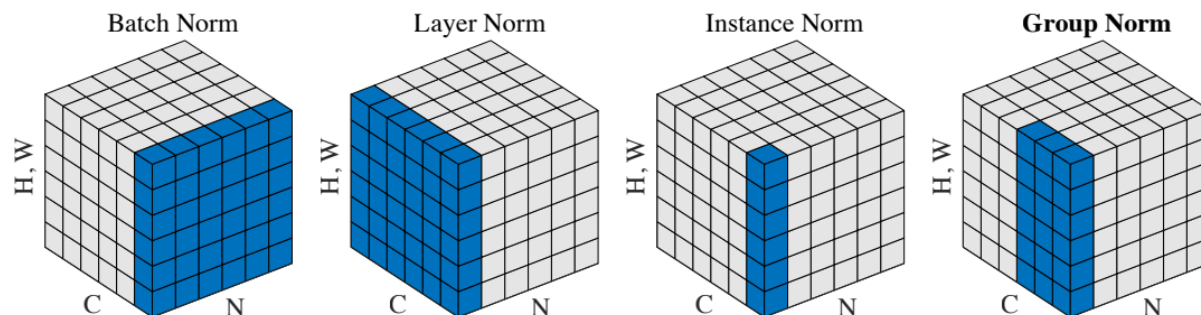 Batch Norm
Layer Norm
Instance Norm
Group Norm
H, W
C
N
H, W
C
N
H, W
C
N
H, W
C
N